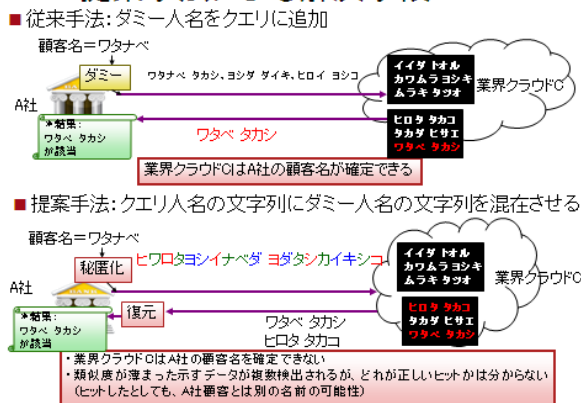 ■従来手法:ダミー人名をクエリに追加
顧客名=ワタナベ
ダミー
ワタナベ タカシ、ヨシダ ダイキ、ヒロイ ヨシコ
イイダ トオル
カワムラ ヨシキ
ムラキ タツオ
業界クラウドC
A社
ヒロタ タカコ
タカダ ヒサエ
ワタベ タカシ
*結果:
ワタベ タカシ
が該当
ワタベ タカシ
業界クラウドCはA社の顧客名が確定できる
■提案手法:クエリ人名の文字列にダミー人名の文字列を混在させる
顧客名=ワタナベ
秘匿化
ヒワロタヨシイナベダ ヨダタシカイキシコ
イイダ トオル
カワムラ ヨシキ
ムラキ タツオ
業界クラウドC
A社
復元
ヒロタ タカコ
タカダ ヒサエ
ワタベ タカシ
*結果:
ワタベ タカシ
が該当
ワタベ タカシ
ヒロタ タカコ
・業界クラウドCはA社の顧客名を確定できない
・類似度が薄まった示すデータが複数検出されるが、どれが正しいヒットかは分からない
(ヒットしたとしても、A社顧客とは別の名前の可能性)